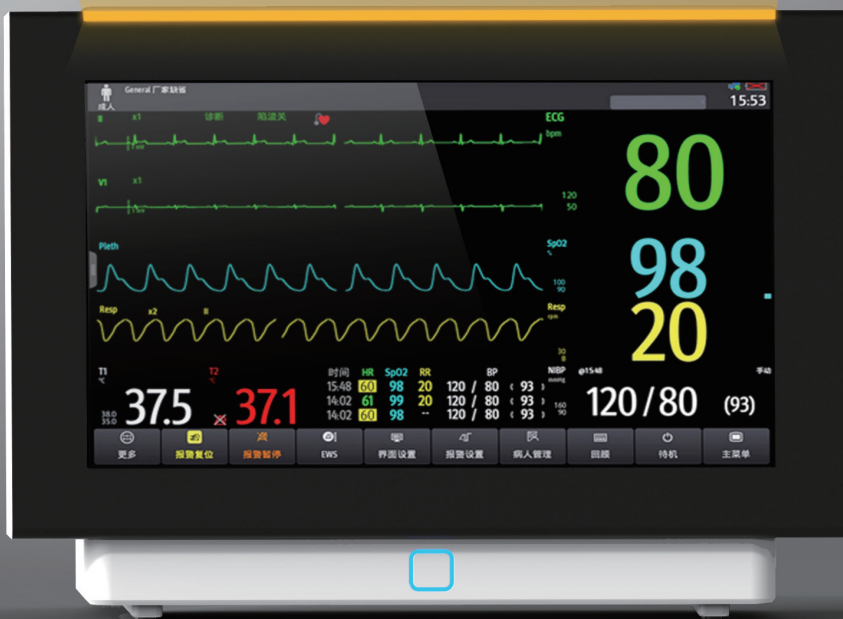 General 厂家缺省
成人
15:53
II x1 诊断 陷波关
ECG
bpm
1 mV
80
V1 x1
120
50
1 mV
Pleth
SpO2
%
98
100
90
Resp x2 II
Resp
rpm
20
30
8
T1
℃
37.5
38.0
35.0
T2
℃
37.1
时间 HR SpO2 RR BP
15:48 60 98 20 120 / 80 ( 93 )
14:02 61 99 20 120 / 80 ( 93 )
14:02 60 98 -- 120 / 80 ( 93 )
NIBP @15:48 手动
mmHg
160
90
120/80 (93)
更多 报警复位 报警暂停 EWS 界面设置 报警设置 病人管理 回顾 待机 主菜单